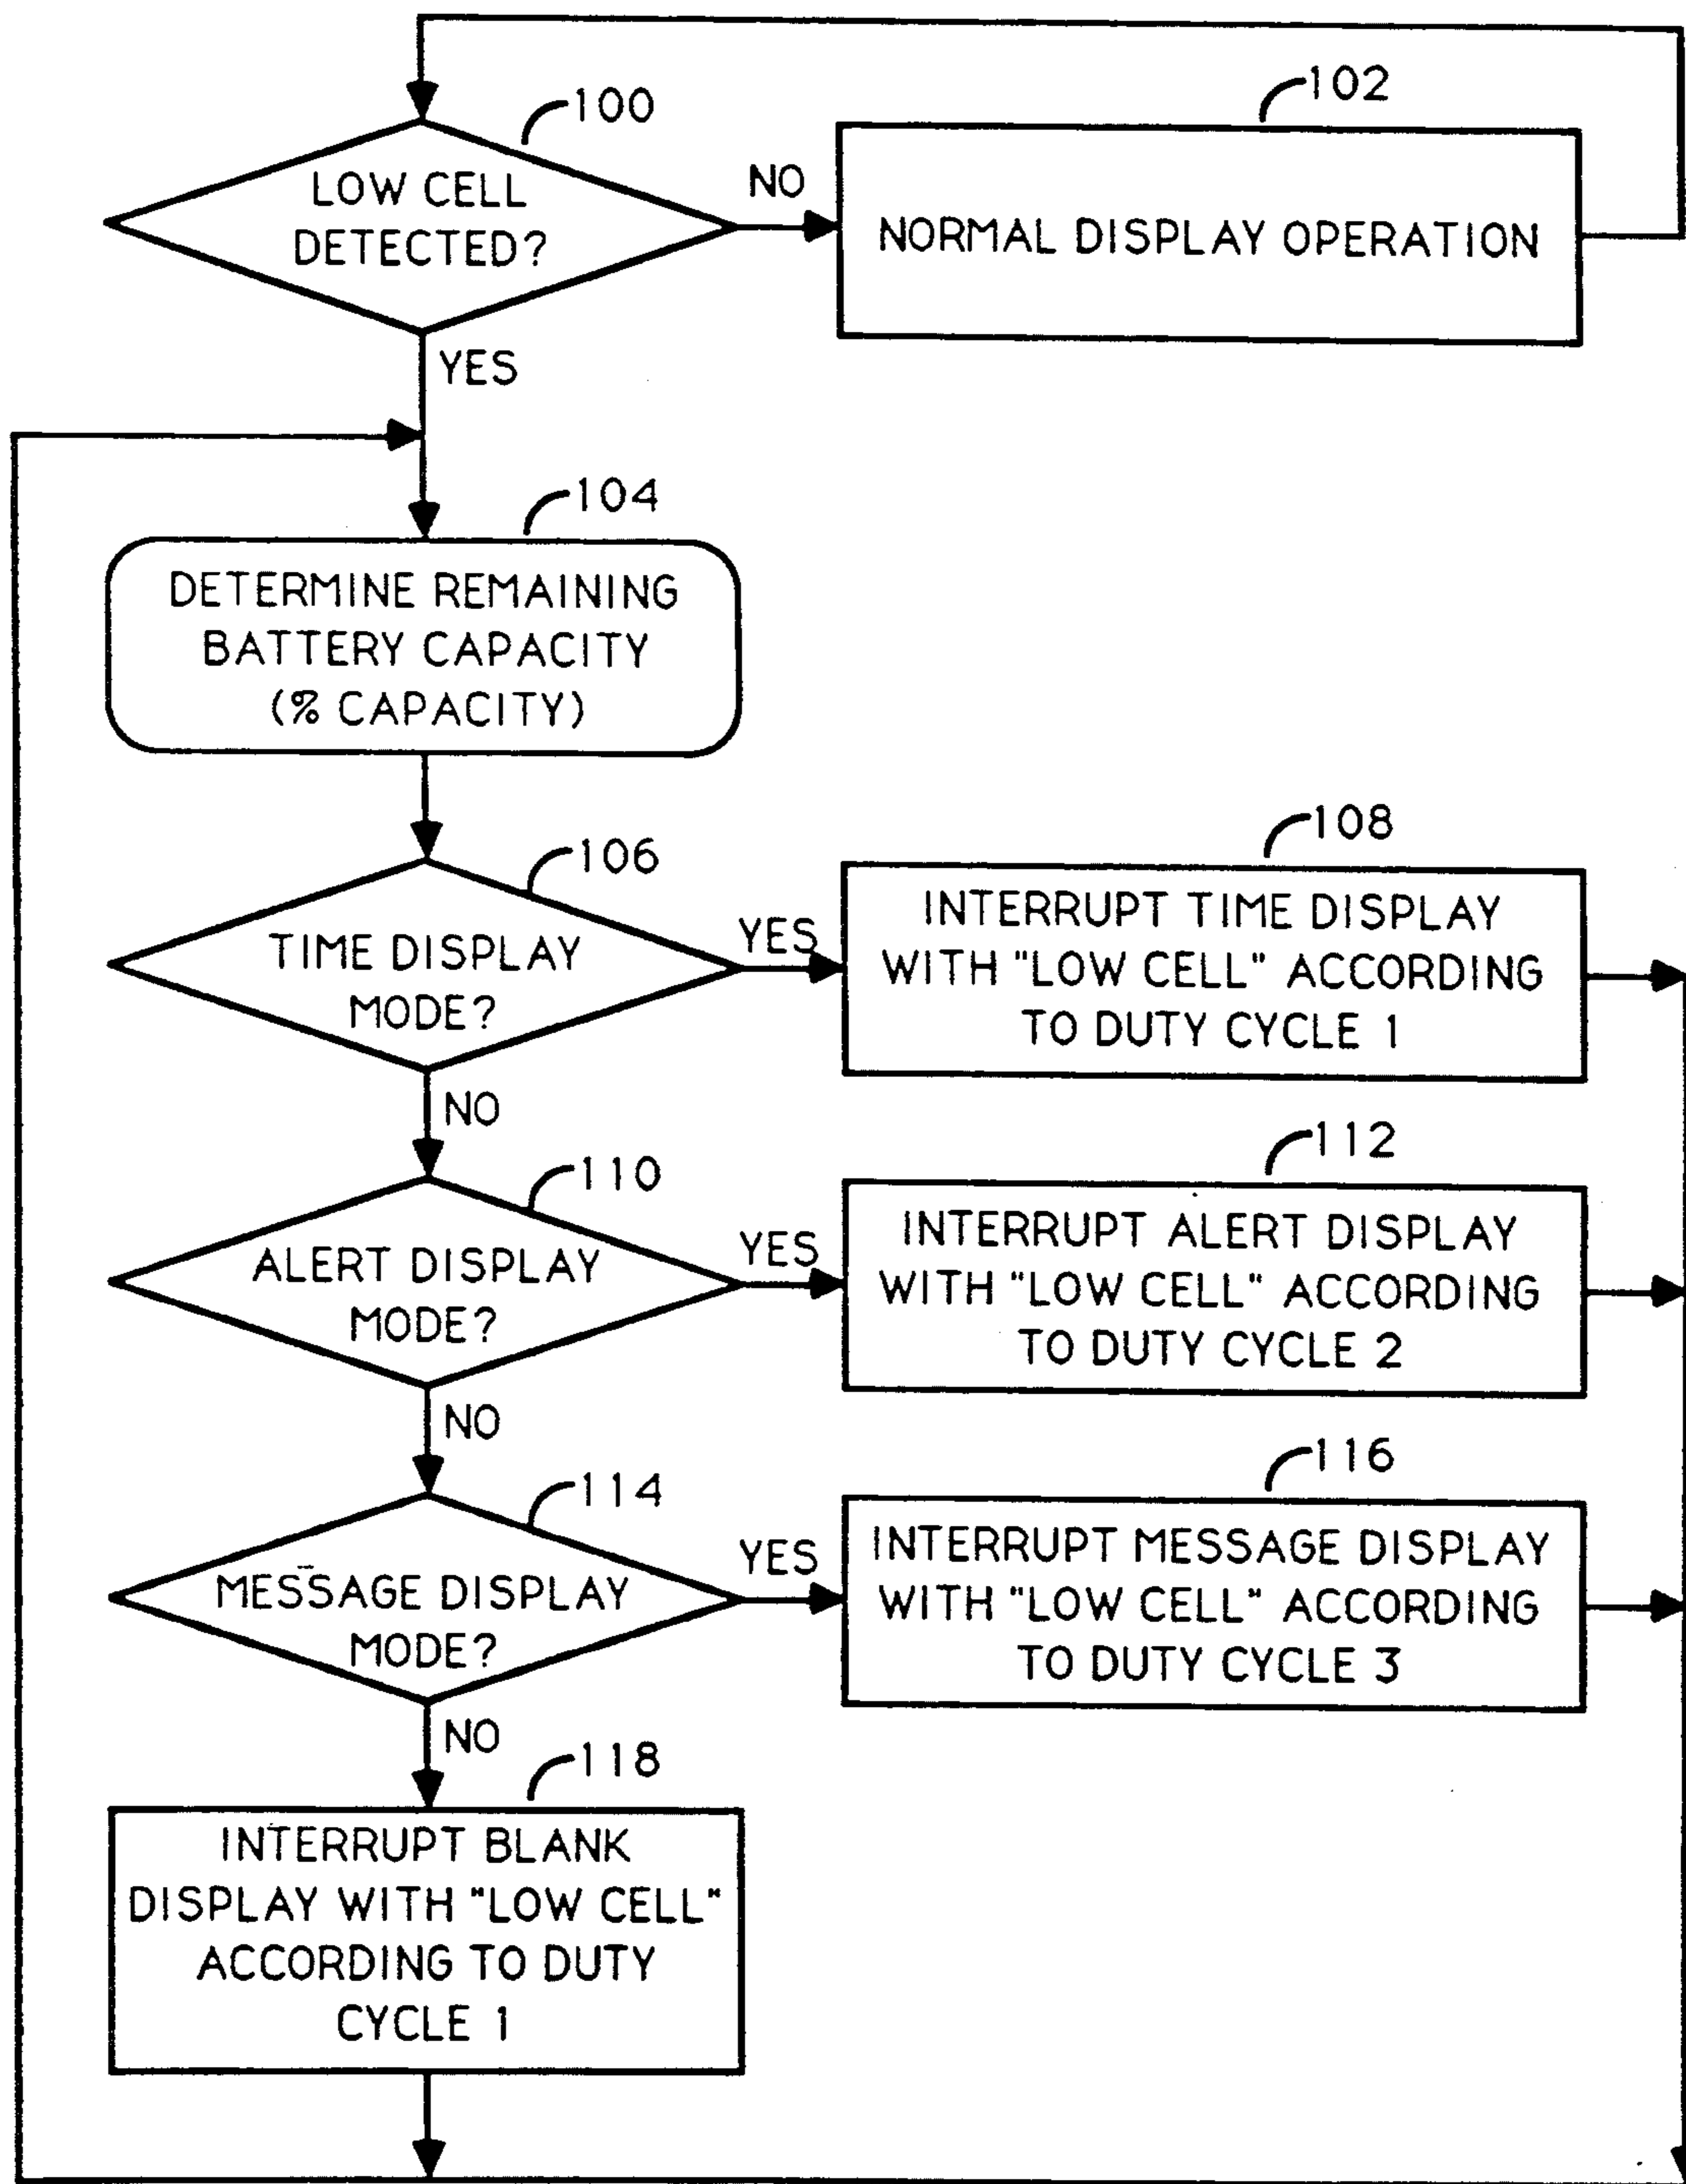 100
102
LOW CELL
DETECTED?
NO
NORMAL DISPLAY OPERATION
YES
104
DETERMINE REMAINING
BATTERY CAPACITY
(% CAPACITY)
106
108
TIME DISPLAY
MODE?
YES
INTERRUPT TIME DISPLAY
WITH "LOW CELL" ACCORDING
TO DUTY CYCLE 1
NO
110
112
ALERT DISPLAY
MODE?
YES
INTERRUPT ALERT DISPLAY
WITH "LOW CELL" ACCORDING
TO DUTY CYCLE 2
NO
114
116
MESSAGE DISPLAY
MODE?
YES
INTERRUPT MESSAGE DISPLAY
WITH "LOW CELL" ACCORDING
TO DUTY CYCLE 3
NO
118
INTERRUPT BLANK
DISPLAY WITH "LOW CELL"
ACCORDING TO DUTY
CYCLE 1